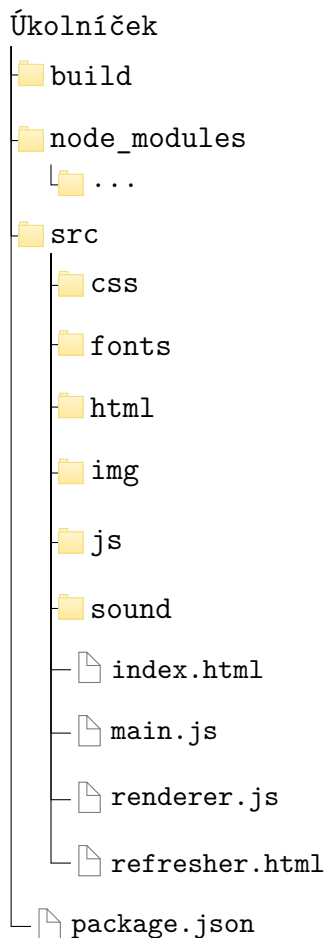 Úkolníček
build
node_modules
...
src
css
fonts
html
img
js
sound
index.html
main.js
renderer.js
refresher.html
package.json